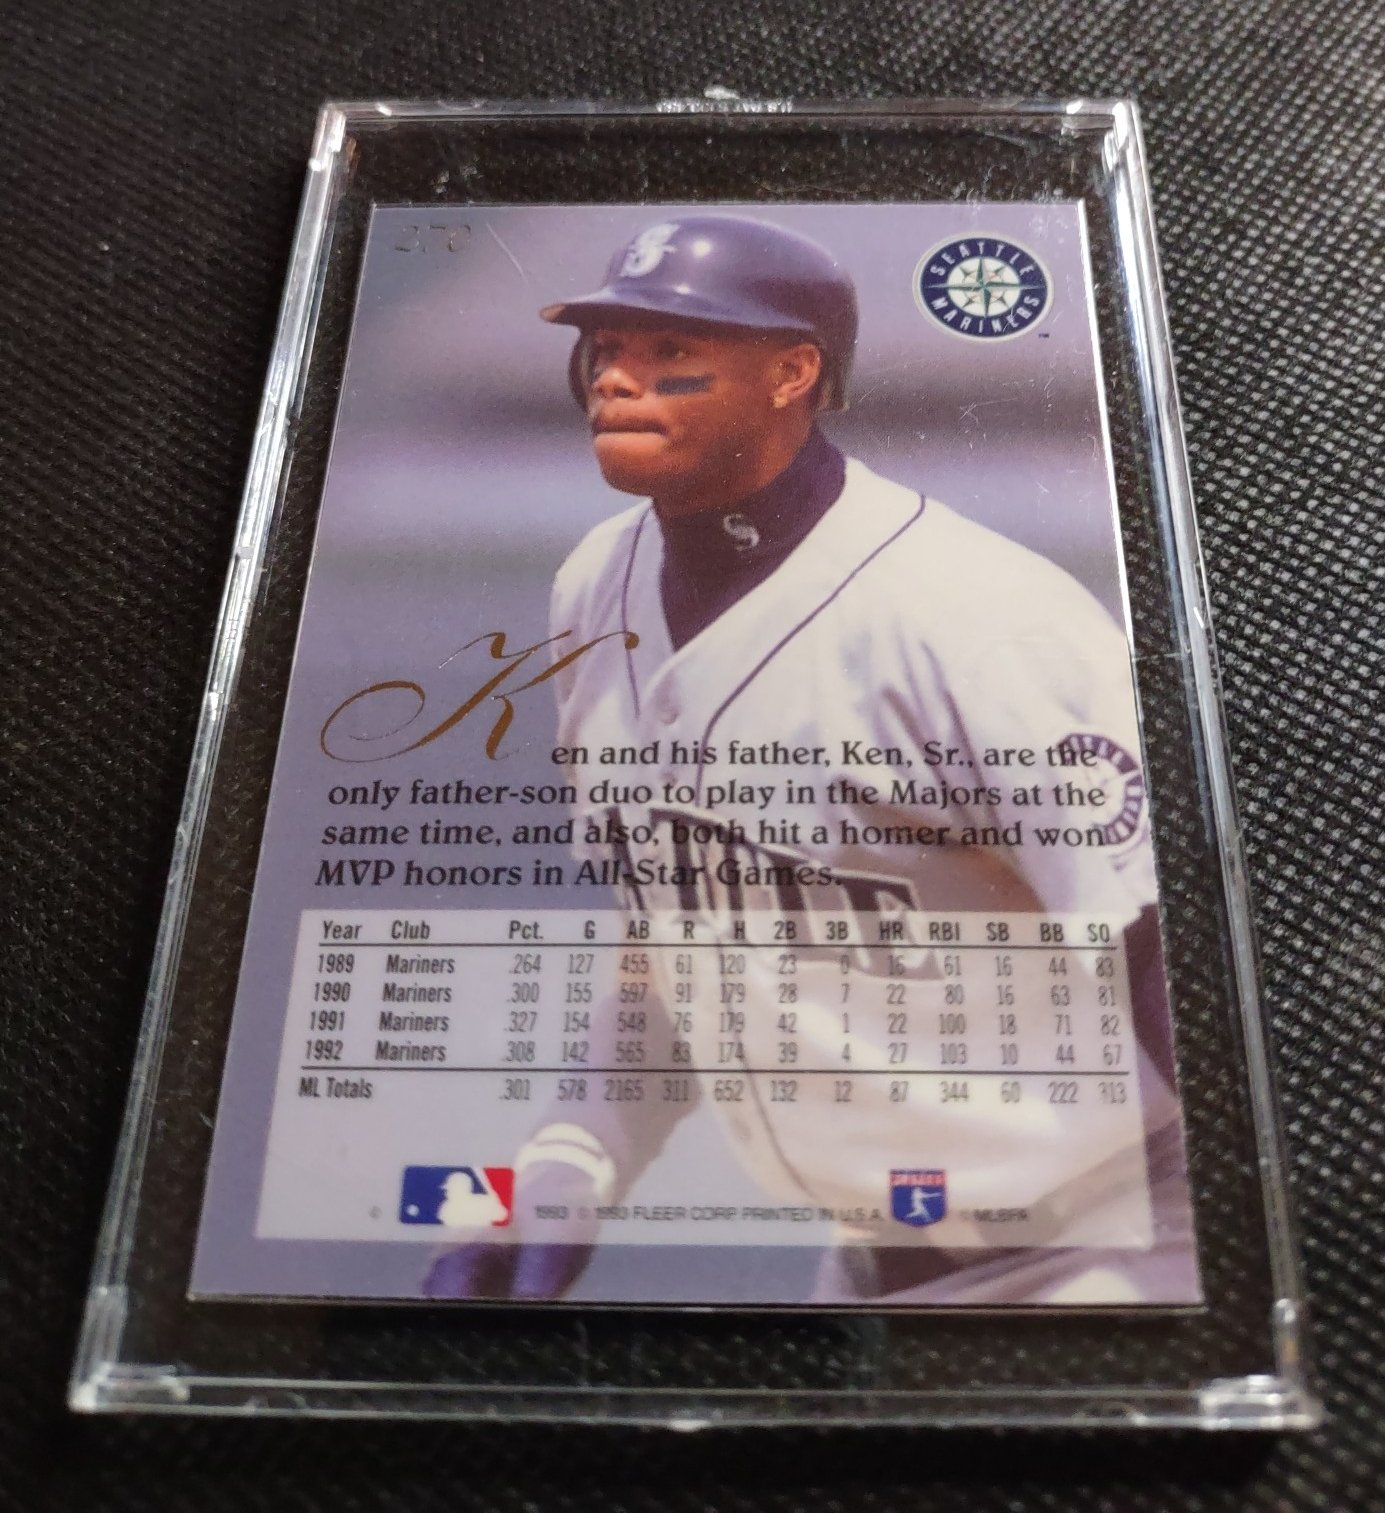 270
SEATTLE
MARINERS
™
Ken and his father, Ken, Sr., are the
only father-son duo to play in the Majors at the
same time, and also, both hit a homer and won
MVP honors in All-Star Games.
Year Club Pct. G AB R H 2B 3B HR RBI SB BB SO
1989 Mariners .264 127 455 61 120 23 0 16 61 16 44 83
1990 Mariners .300 155 597 91 179 28 7 22 80 16 63 81
1991 Mariners .327 154 548 76 179 42 1 22 100 18 71 82
1992 Mariners .308 142 565 83 174 39 4 27 103 10 44 67
ML Totals .301 578 2165 311 652 132 12 87 344 60 222 313
© 1993 © 1993 FLEER CORP. PRINTED IN U.S.A. © MLBPA